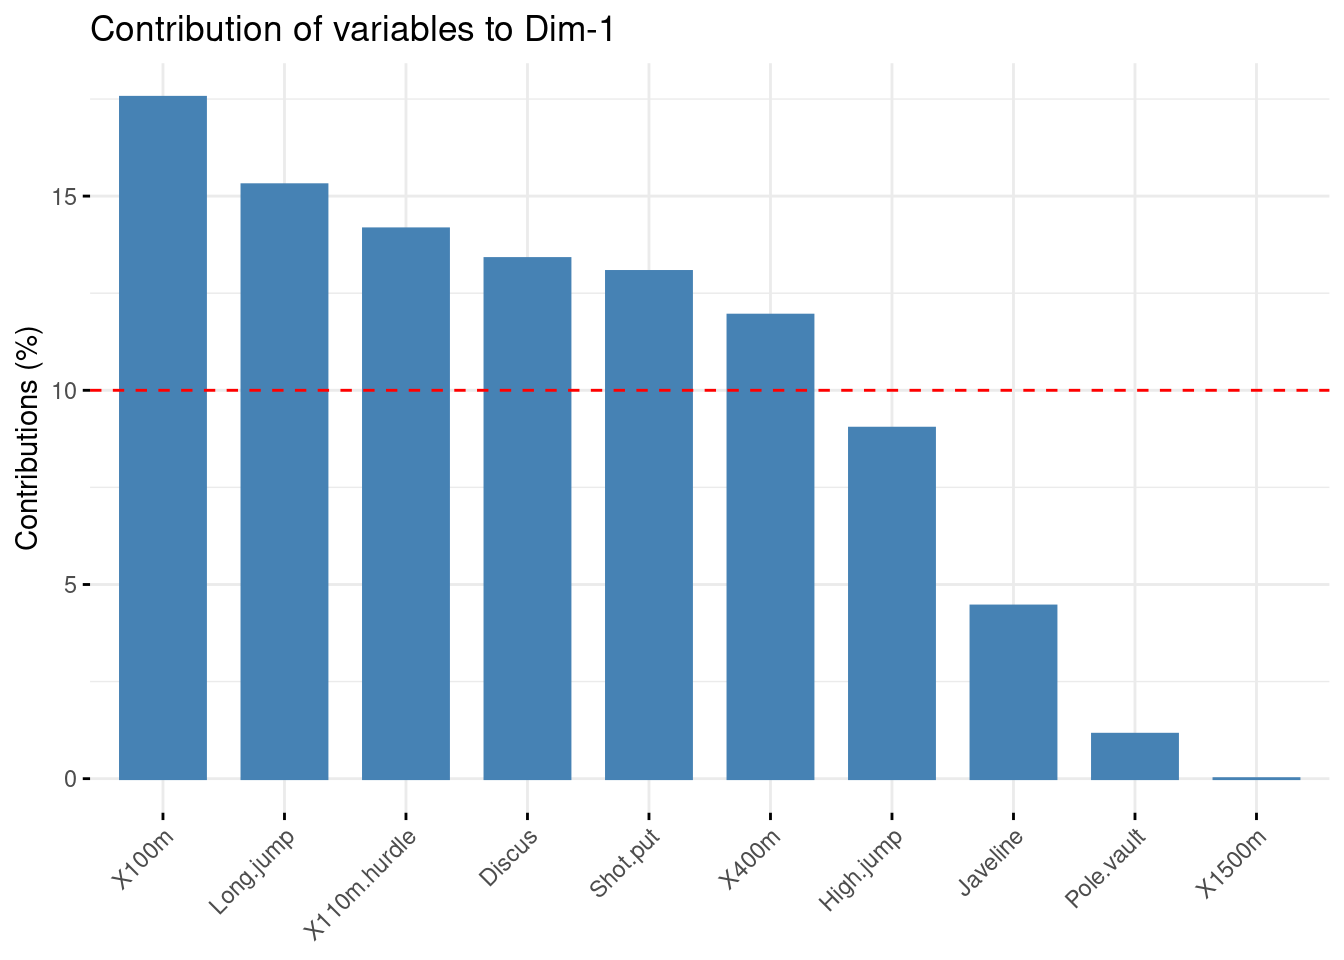 Contribution of variables to Dim-1
Contributions (%)
15
10
5
0
X100m
Long.jump
X110m.hurdle
Discus
Shot.put
X400m
High.jump
Javeline
Pole.vault
X1500m